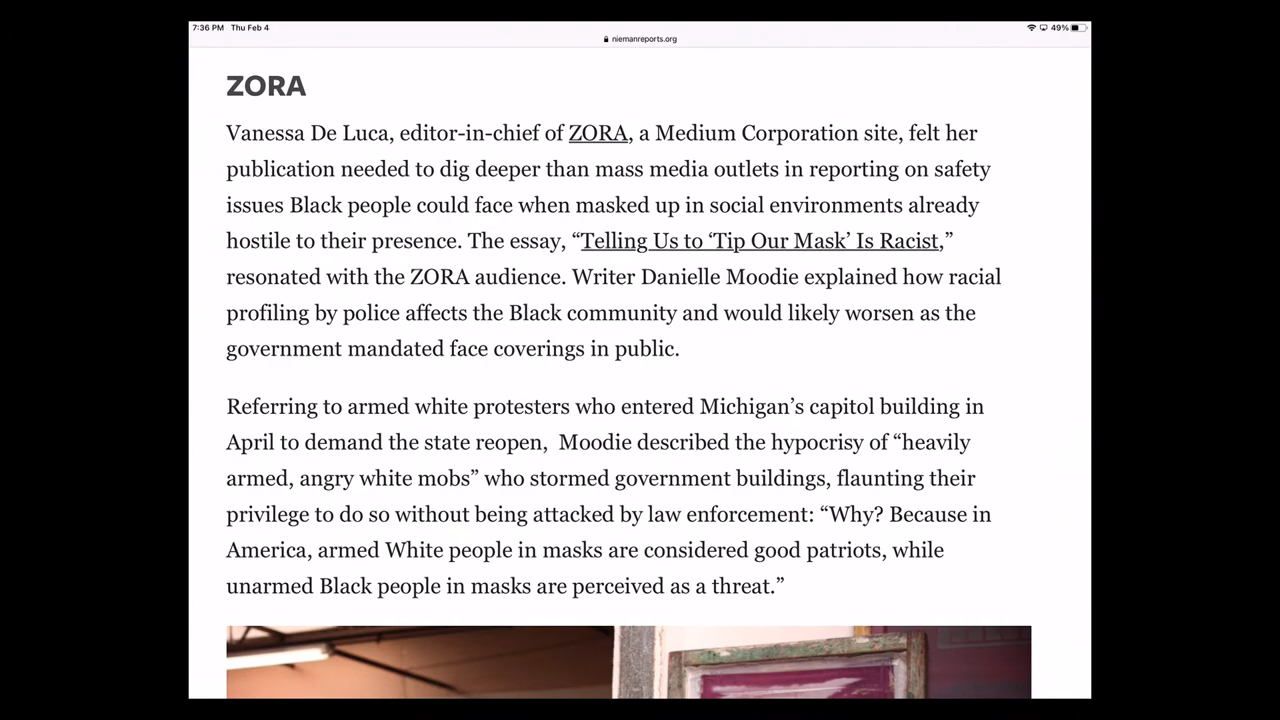 7:36 PM Thu Feb 4
49%
niemanreports.org
ZORA
Vanessa De Luca, editor-in-chief of ZORA, a Medium Corporation site, felt her
publication needed to dig deeper than mass media outlets in reporting on safety
issues Black people could face when masked up in social environments already
hostile to their presence. The essay, “Telling Us to ‘Tip Our Mask’ Is Racist,”
resonated with the ZORA audience. Writer Danielle Moodie explained how racial
profiling by police affects the Black community and would likely worsen as the
government mandated face coverings in public.
Referring to armed white protesters who entered Michigan’s capitol building in
April to demand the state reopen,  Moodie described the hypocrisy of “heavily
armed, angry white mobs” who stormed government buildings, flaunting their
privilege to do so without being attacked by law enforcement: “Why? Because in
America, armed White people in masks are considered good patriots, while
unarmed Black people in masks are perceived as a threat.”